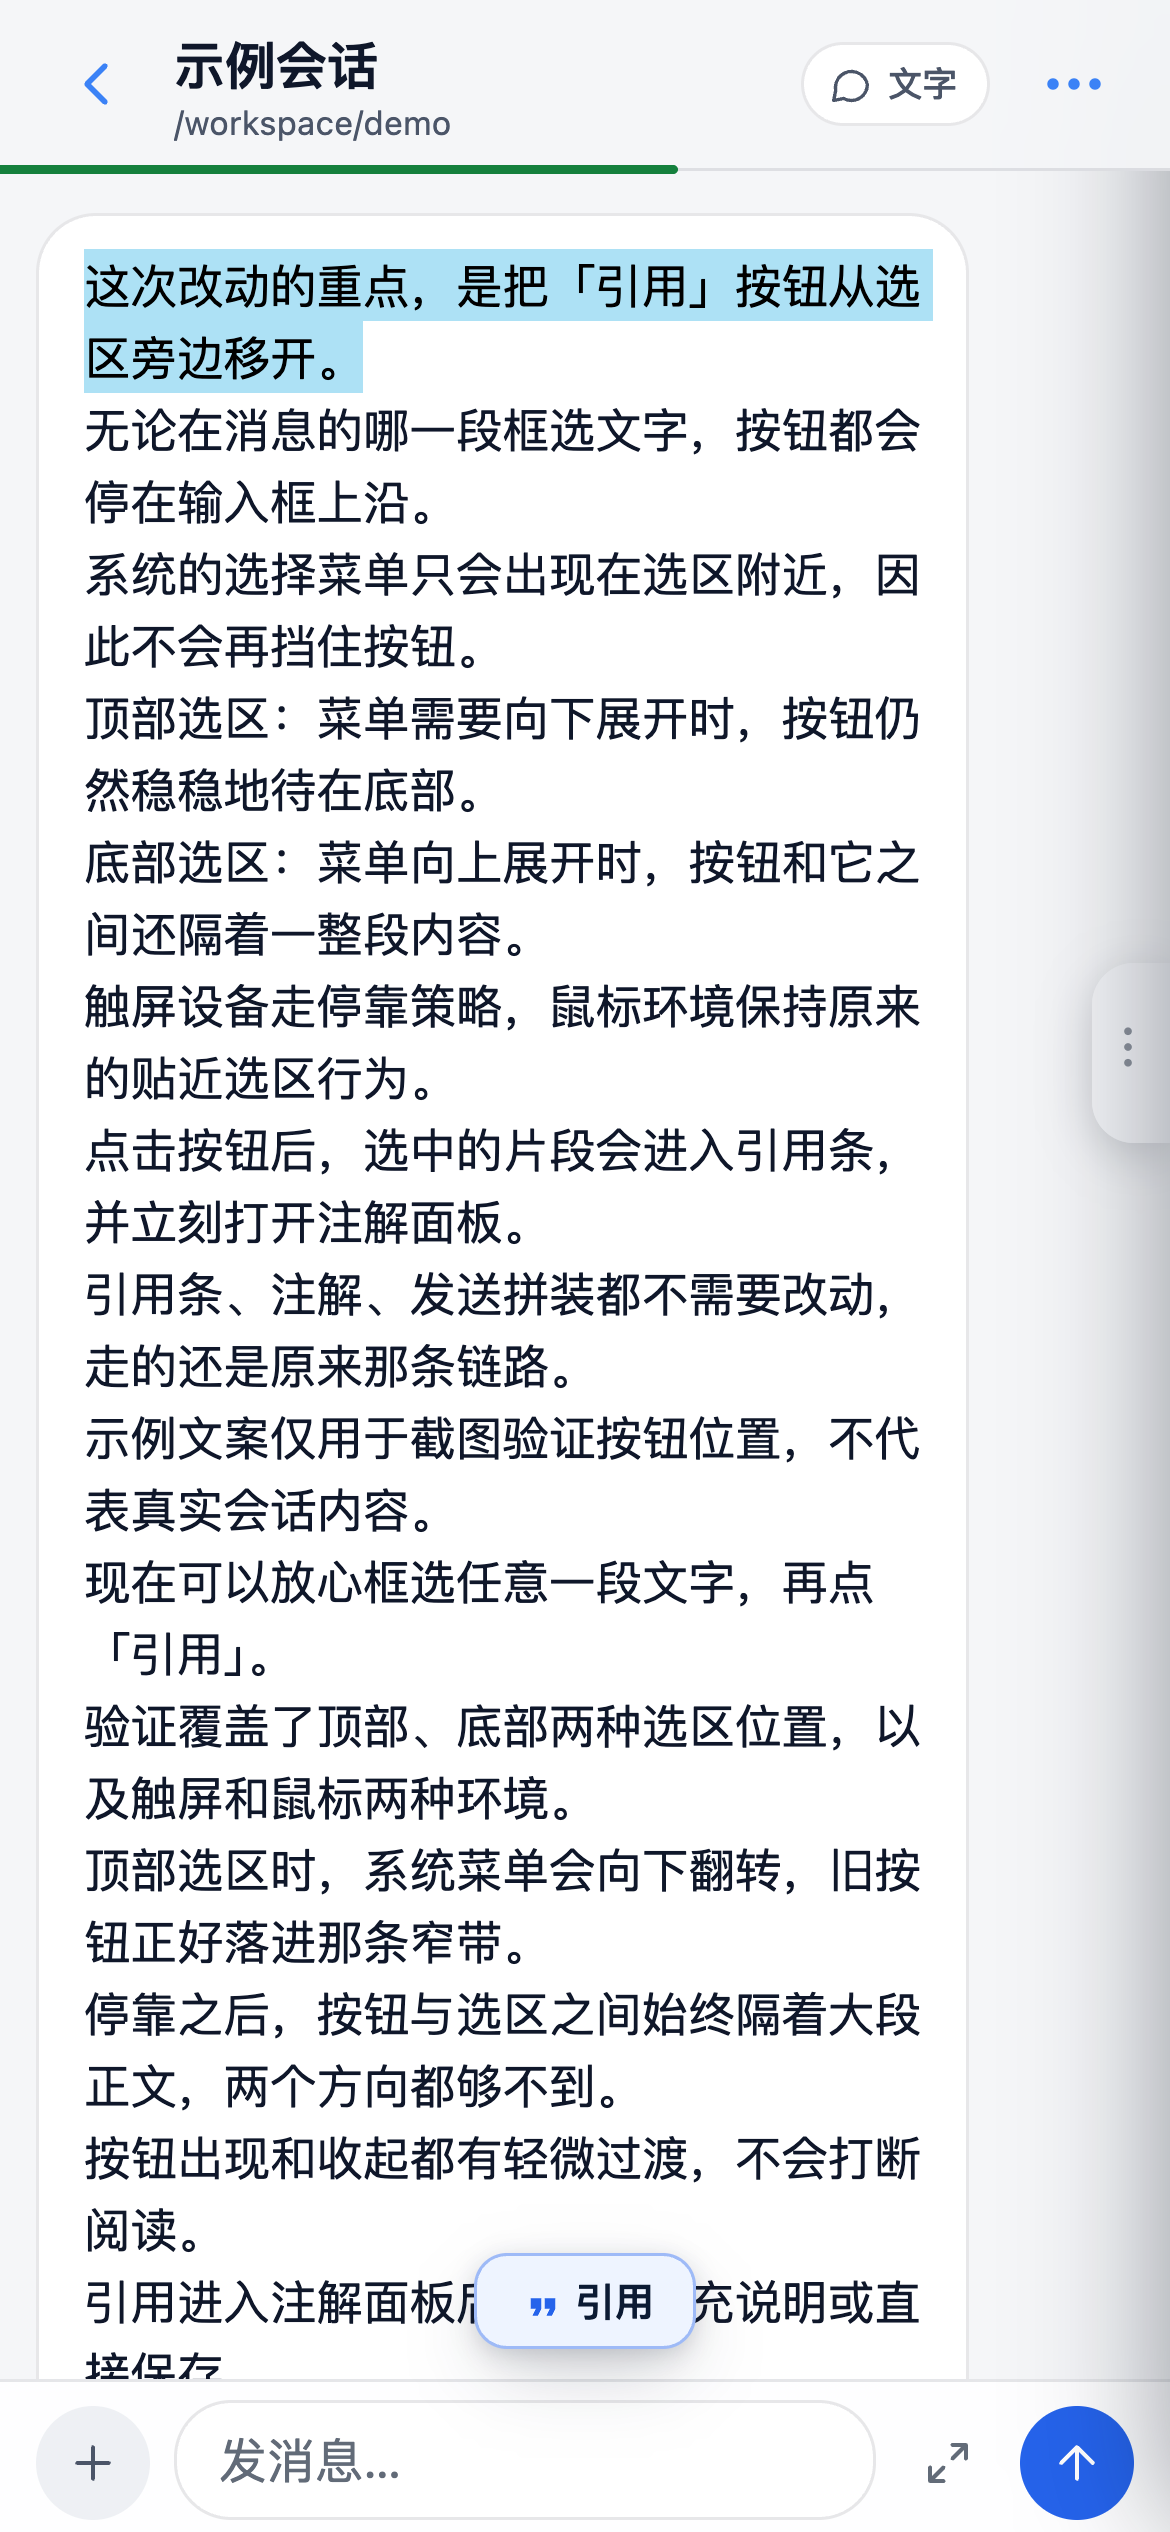 示例会话
/workspace/demo
文字
这次改动的重点，是把「引用」按钮从选
区旁边移开。
无论在消息的哪一段框选文字，按钮都会
停在输入框上沿。
系统的选择菜单只会出现在选区附近，因
此不会再挡住按钮。
顶部选区：菜单需要向下展开时，按钮仍
然稳稳地待在底部。
底部选区：菜单向上展开时，按钮和它之
间还隔着一整段内容。
触屏设备走停靠策略，鼠标环境保持原来
的贴近选区行为。
点击按钮后，选中的片段会进入引用条，
并立刻打开注解面板。
引用条、注解、发送拼装都不需要改动，
走的还是原来那条链路。
示例文案仅用于截图验证按钮位置，不代
表真实会话内容。
现在可以放心框选任意一段文字，再点
「引用」。
验证覆盖了顶部、底部两种选区位置，以
及触屏和鼠标两种环境。
顶部选区时，系统菜单会向下翻转，旧按
钮正好落进那条窄带。
停靠之后，按钮与选区之间始终隔着大段
正文，两个方向都够不到。
按钮出现和收起都有轻微过渡，不会打断
阅读。
引用进入注解面板 充说明或直
引用
接保存
发消息...